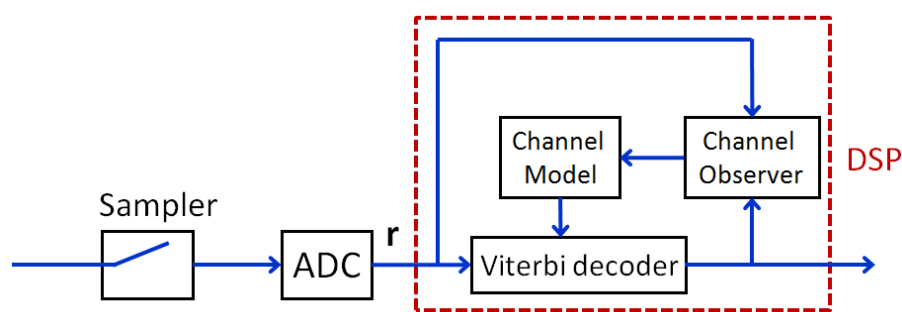 Channel
Model
Channel
Observer
DSP
Sampler
ADC
r
Viterbi decoder